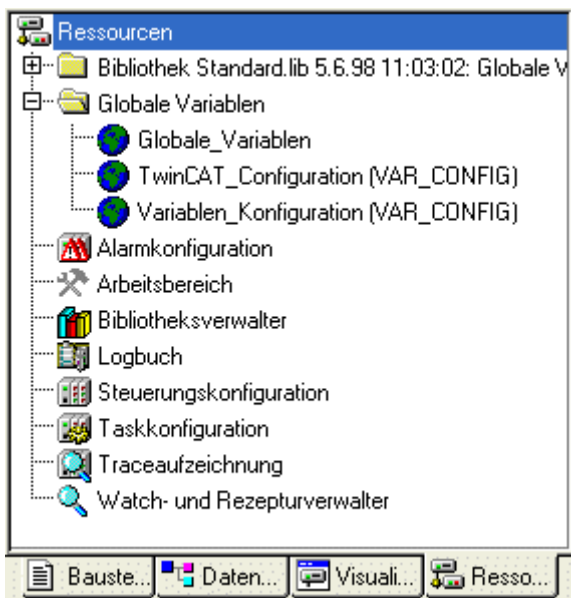 Ressourcen
Bibliothek Standard.lib 5.6.98 11:03:02: Globale V
Globale Variablen
Globale_Variablen
TwinCAT_Configuration (VAR_CONFIG)
Variablen_Konfiguration (VAR_CONFIG)
Alarmkonfiguration
Arbeitsbereich
Bibliotheksverwalter
Logbuch
Steuerungskonfiguration
Taskkonfiguration
Traceaufzeichnung
Watch- und Rezepturverwalter
Bauste... Daten... Visuali... Resso...